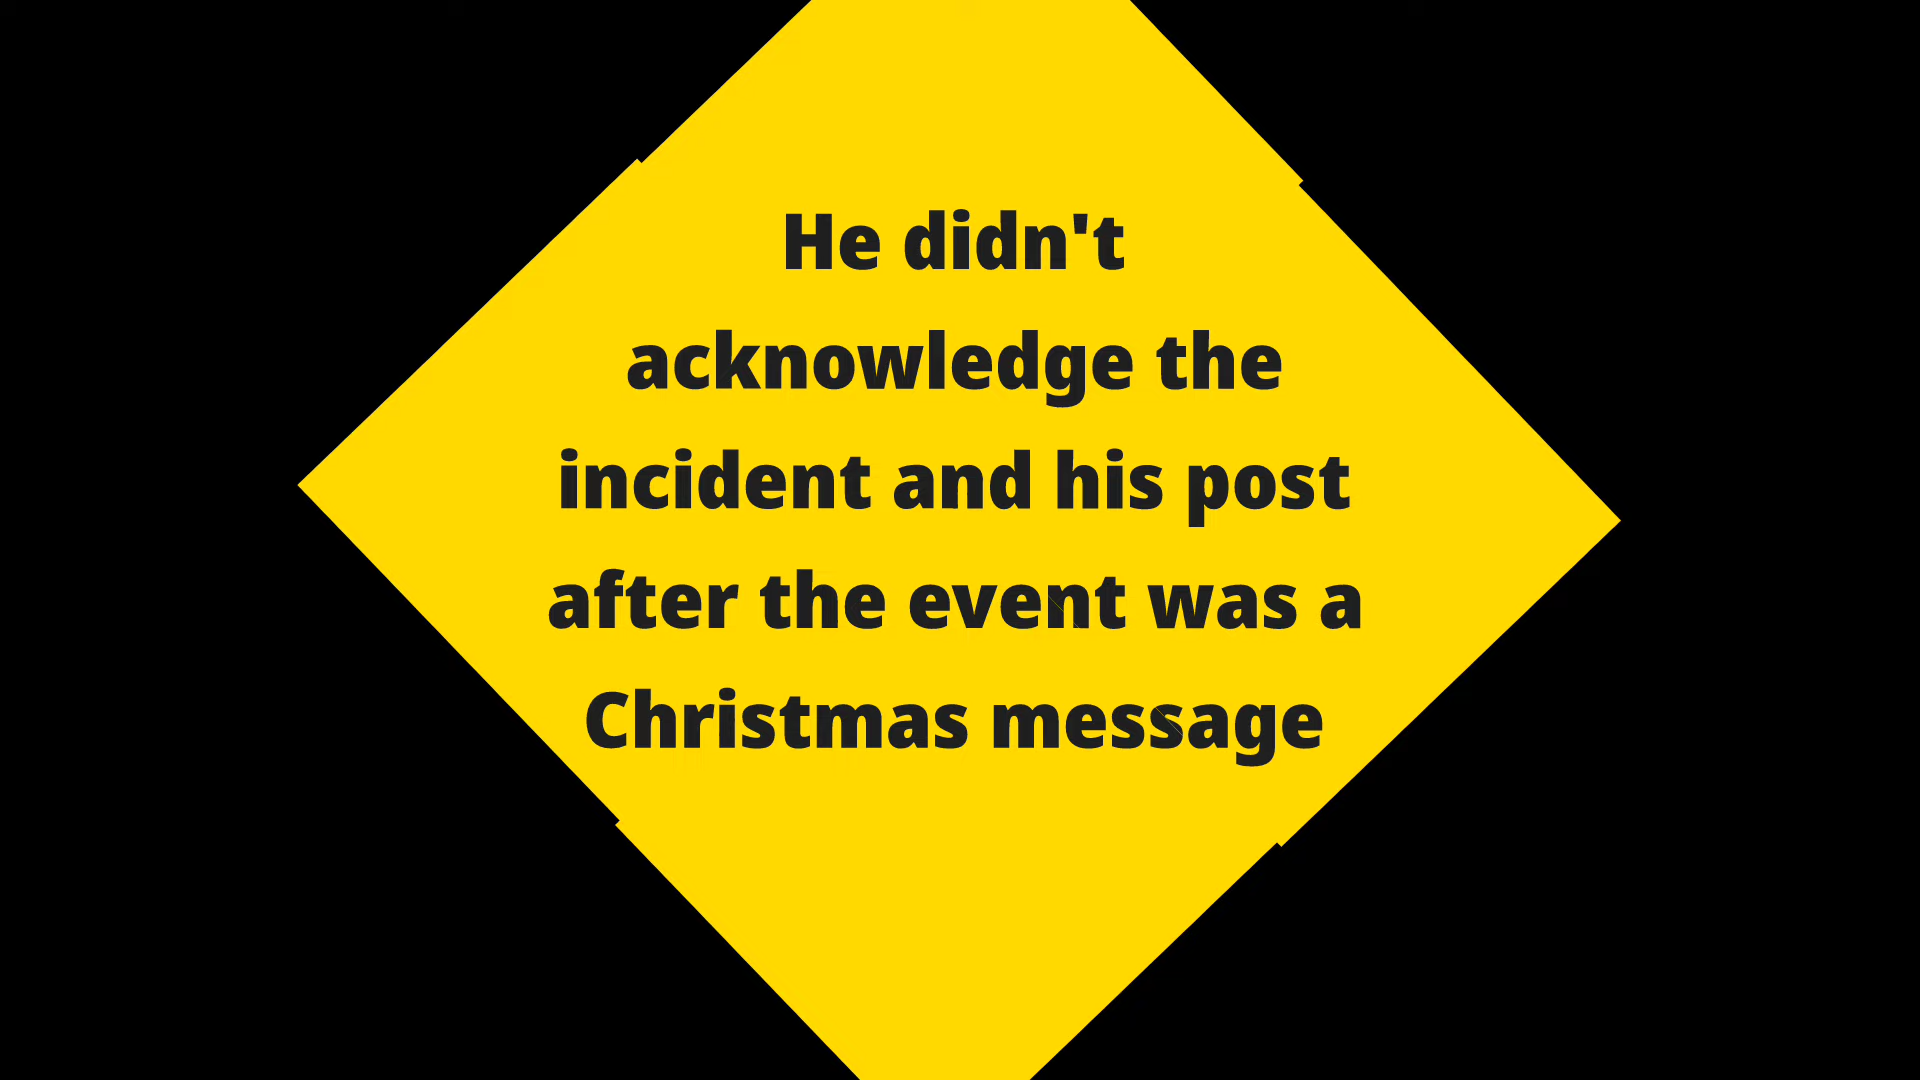 He didn't
acknowledge the
incident and his post
after the event was a
Christmas message